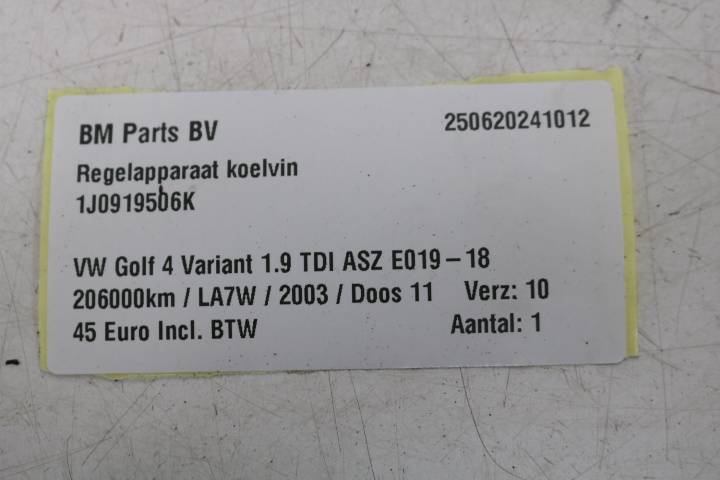 BM Parts BV 250620241012
Regelapparaat koelvin
1J0919506K
VW Golf 4 Variant 1.9 TDI ASZ E019-18
206000km / LA7W / 2003 / Doos 11 Verz: 10
45 Euro Incl. BTW Aantal: 1